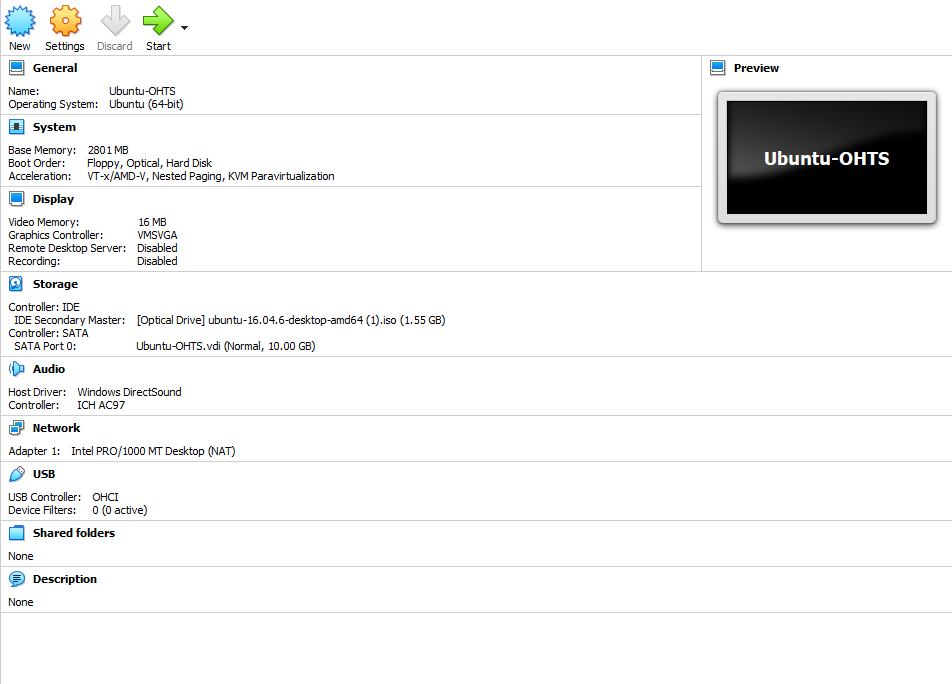 New Settings Discard Start
General
Name: Ubuntu-OHTS
Operating System: Ubuntu (64-bit)
System
Base Memory: 2801 MB
Boot Order: Floppy, Optical, Hard Disk
Acceleration: VT-x/AMD-V, Nested Paging, KVM Paravirtualization
Display
Video Memory: 16 MB
Graphics Controller: VMSVGA
Remote Desktop Server: Disabled
Recording: Disabled
Preview
Ubuntu-OHTS
Storage
Controller: IDE
IDE Secondary Master: [Optical Drive] ubuntu-16.04.6-desktop-amd64 (1).iso (1.55 GB)
Controller: SATA
SATA Port 0: Ubuntu-OHTS.vdi (Normal, 10.00 GB)
Audio
Host Driver: Windows DirectSound
Controller: ICH AC97
Network
Adapter 1: Intel PRO/1000 MT Desktop (NAT)
USB
USB Controller: OHCI
Device Filters: 0 (0 active)
Shared folders
None
Description
None